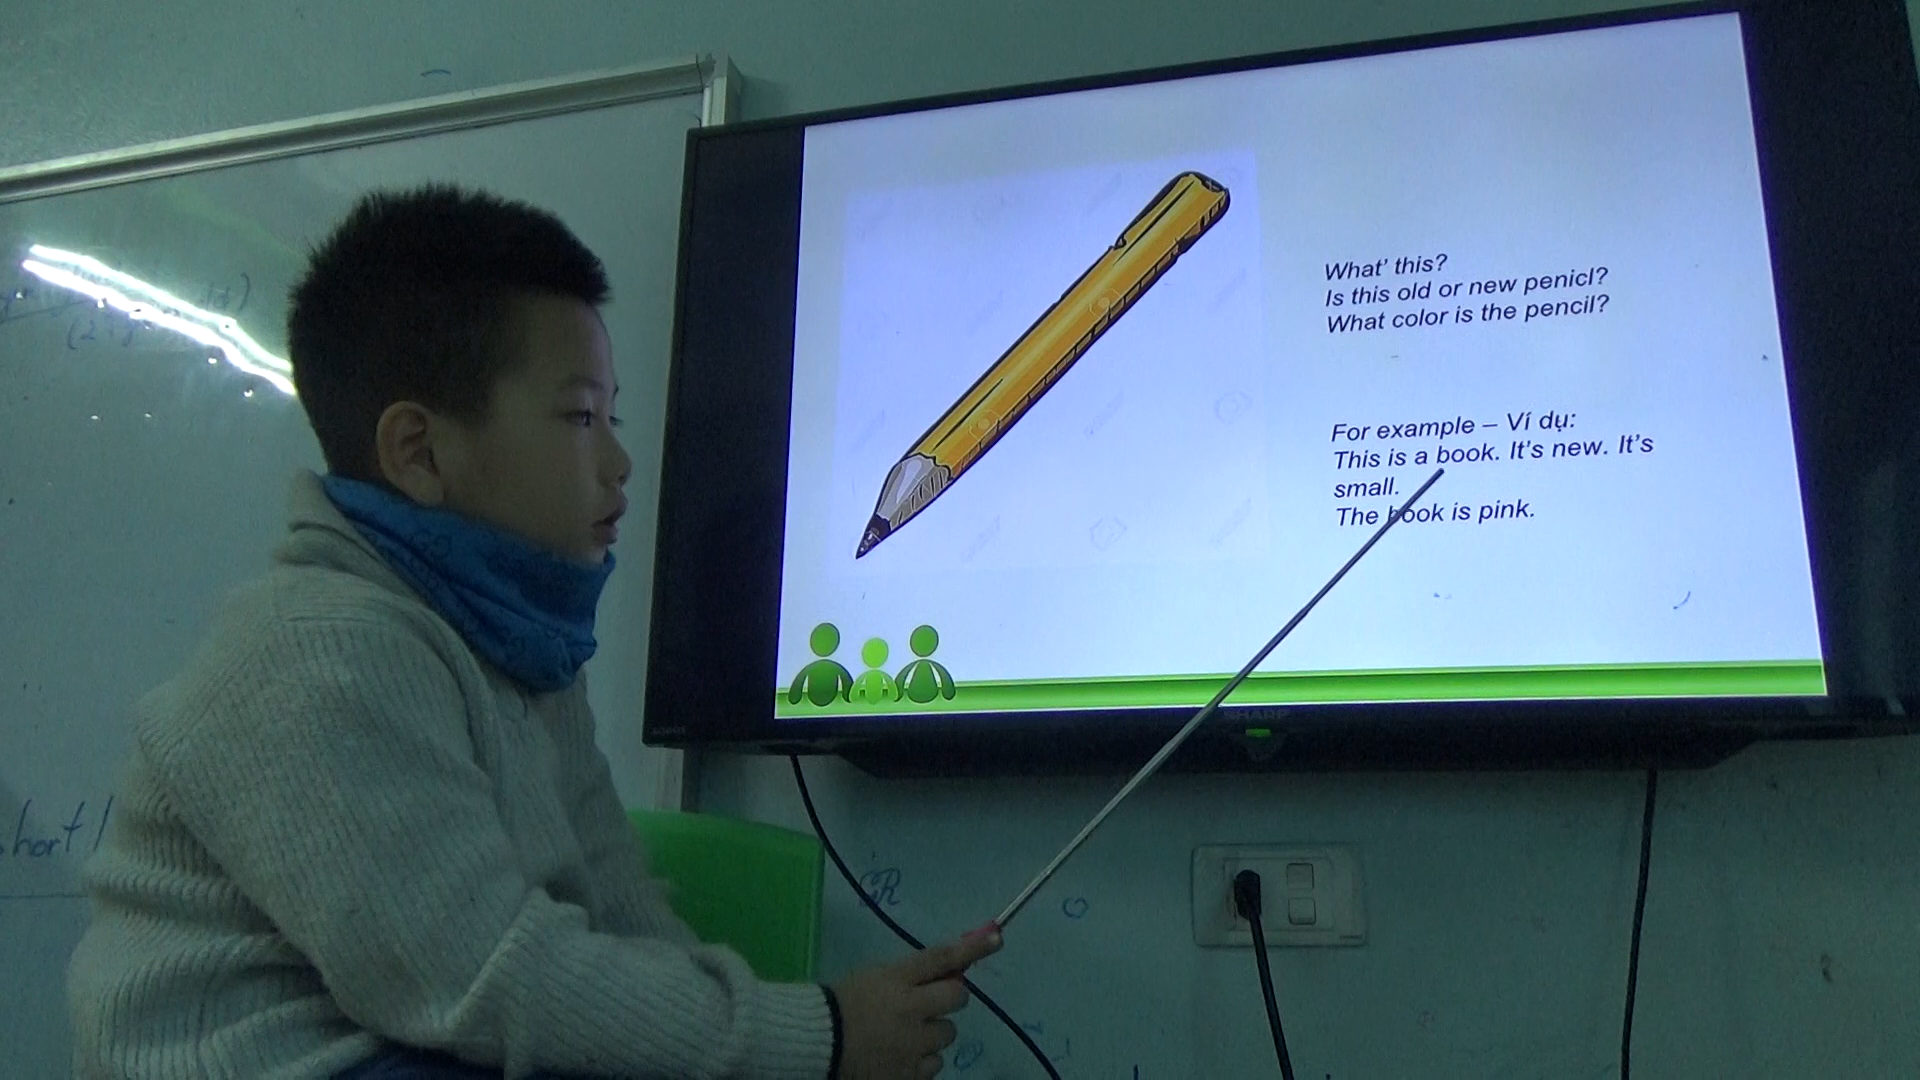 What' this?
Is this old or new penicl?
What color is the pencil?
For example – Ví dụ:
This is a book. It's new. It's
small.
The book is pink.
SHARP
short